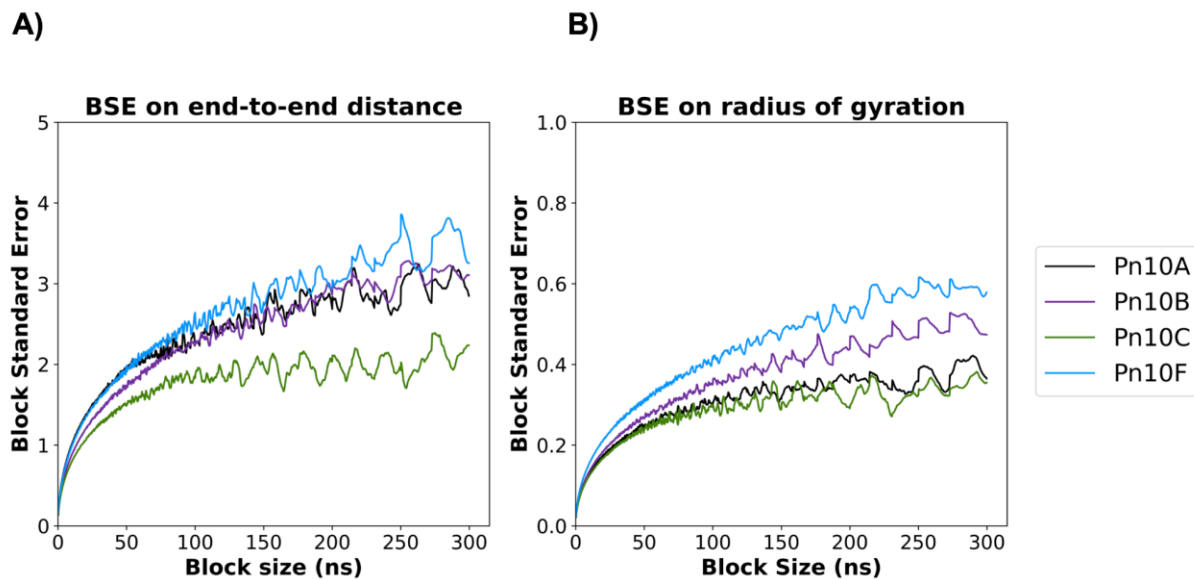 A)
B)
BSE on end-to-end distance
5
4
3
2
1
0
Block Standard Error
0
50
100
150
200
250
300
Block size (ns)
BSE on radius of gyration
1.0
0.8
0.6
0.4
0.2
0.0
Block Standard Error
0
50
100
150
200
250
300
Block Size (ns)
Pn10A
Pn10B
Pn10C
Pn10F